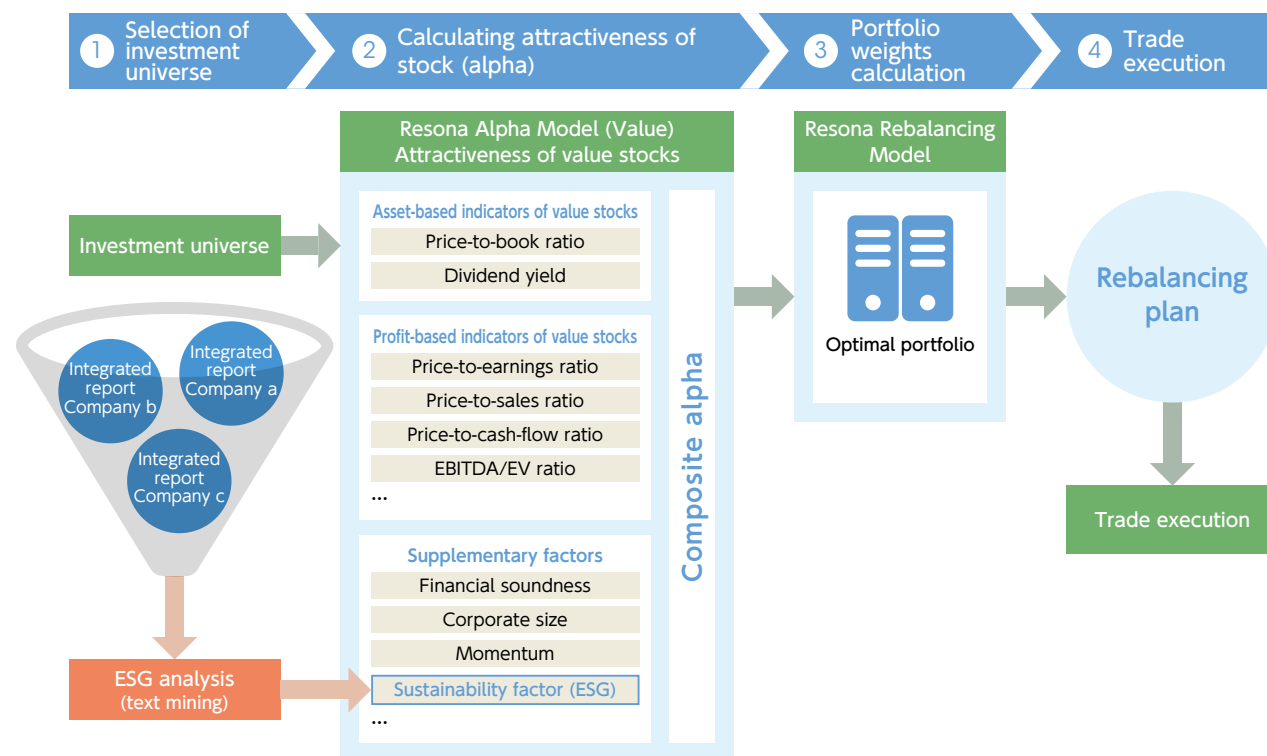 1
Selection of
investment
universe
2
Calculating attractiveness of
stock (alpha)
3
Portfolio
weights
calculation
4
Trade
execution
Investment universe
Integrated
report
Company a
Integrated
report
Company b
Integrated
report
Company c
ESG analysis
(text mining)
Resona Alpha Model (Value)
Attractiveness of value stocks
Asset-based indicators of value stocks
Price-to-book ratio
Dividend yield
Profit-based indicators of value stocks
Price-to-earnings ratio
Price-to-sales ratio
Price-to-cash-flow ratio
EBITDA/EV ratio
...
Supplementary factors
Financial soundness
Corporate size
Momentum
Sustainability factor (ESG)
...
Composite alpha
Resona Rebalancing
Model
Optimal portfolio
Rebalancing
plan
Trade execution